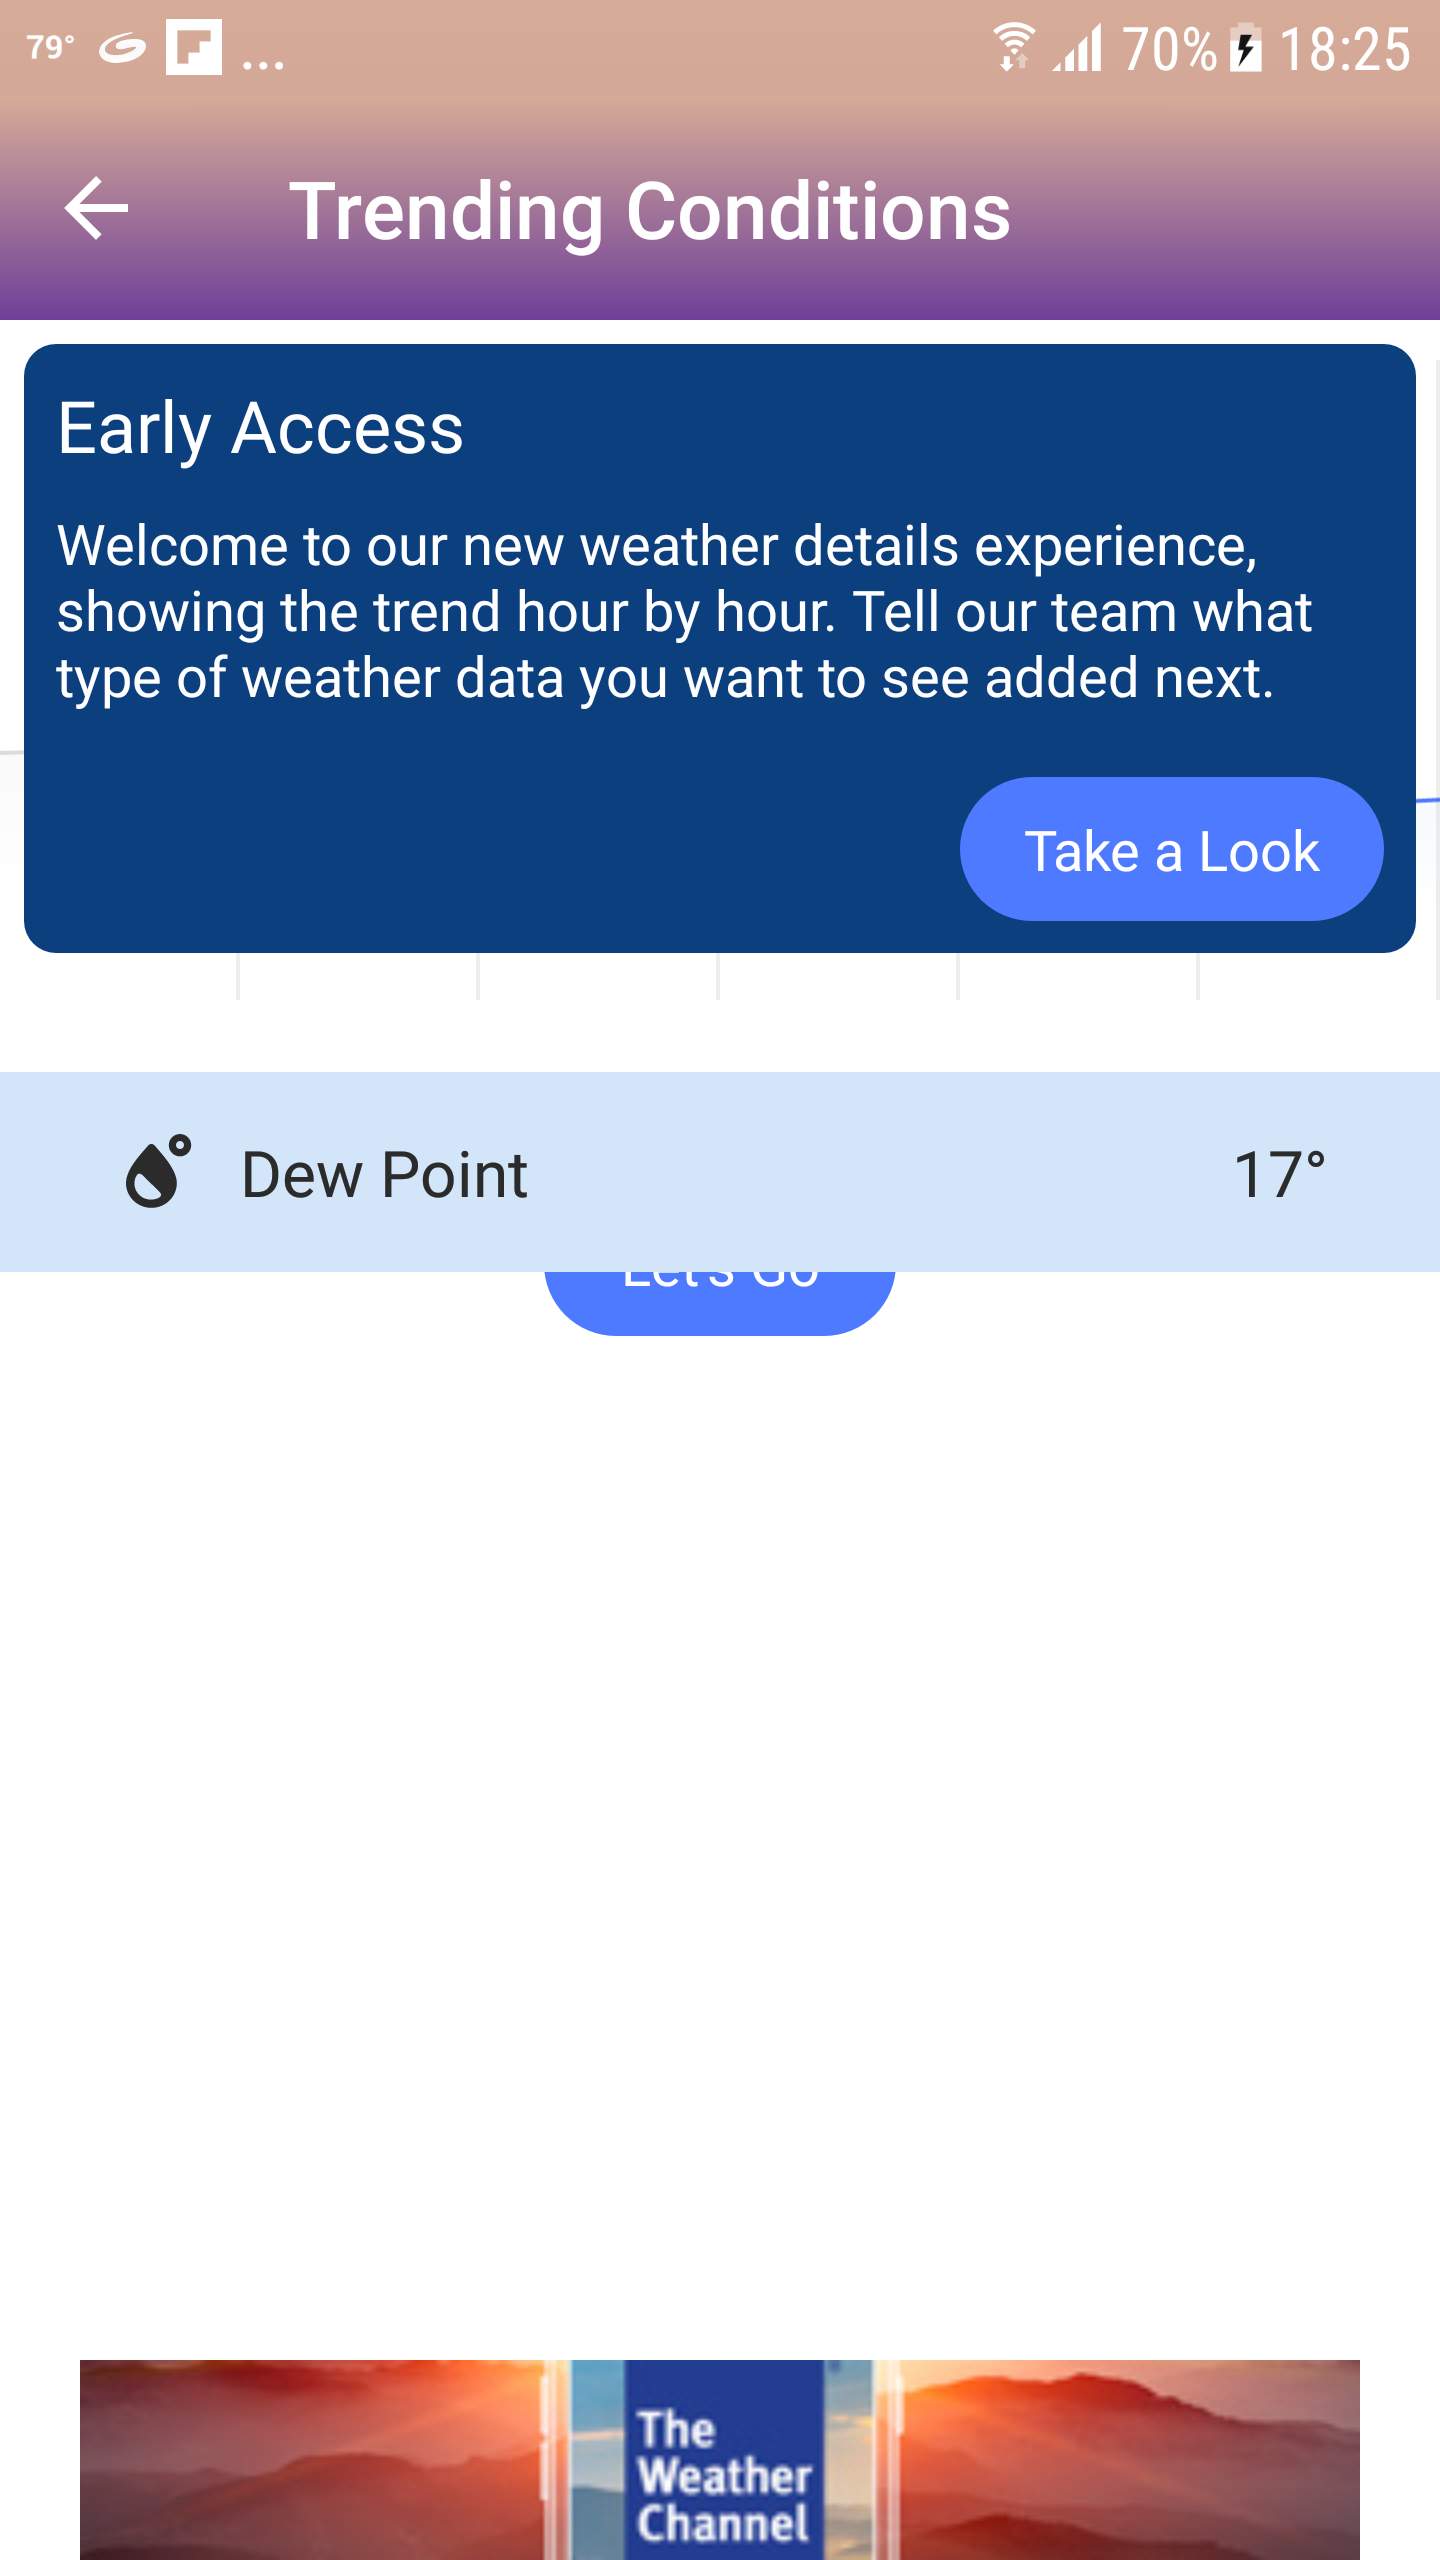 79° ... 70% 18:25
Trending Conditions
Early Access
Welcome to our new weather details experience,
showing the trend hour by hour. Tell our team what
type of weather data you want to see added next.
Take a Look
Dew Point 17°
Let's Go
The
Weather
Channel